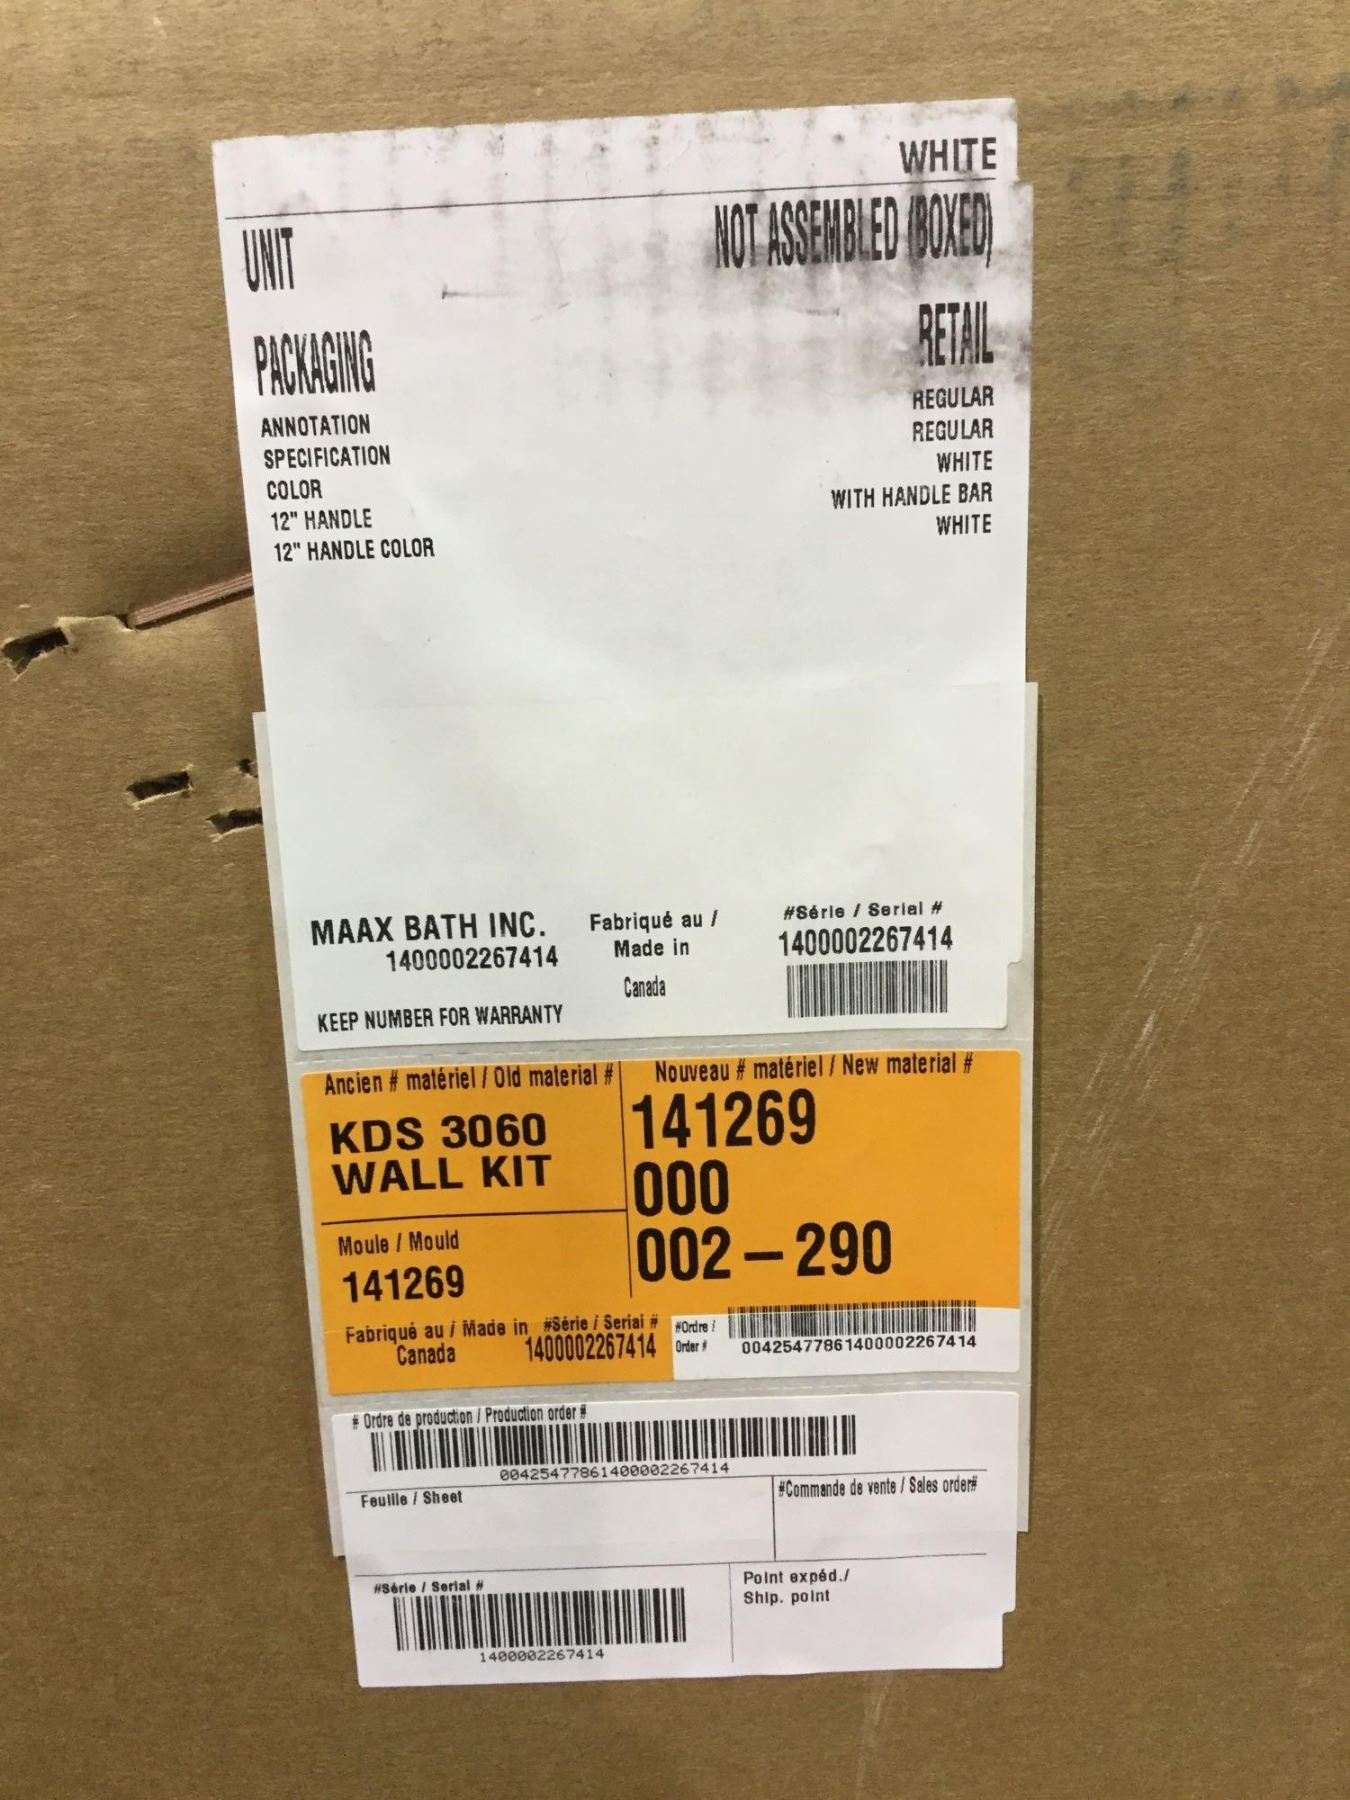 WHITE
UNIT NOT ASSEMBLED (BOXED)
PACKAGING RETAIL
ANNOTATION REGULAR
SPECIFICATION REGULAR
COLOR WHITE
12" HANDLE WITH HANDLE BAR
12" HANDLE COLOR WHITE
MAAX BATH INC.
1400002267414
KEEP NUMBER FOR WARRANTY
Fabriqué au /
Made in
Canada
#Série / Serial #
1400002267414
Ancien # matériel / Old material #
KDS 3060
WALL KIT
Nouveau # matériel / New material #
141269
000
002 – 290
Moule / Mould
141269
Fabriqué au / Made in
Canada
#Série / Serial #
1400002267414
#Ordre /
Order #
00425477861400002267414
# Ordre de production / Production order #
00425477861400002267414
Feuille / Sheet
#Commande de vente / Sales order#
#Série / Serial #
1400002267414
Point expéd./
Ship. point